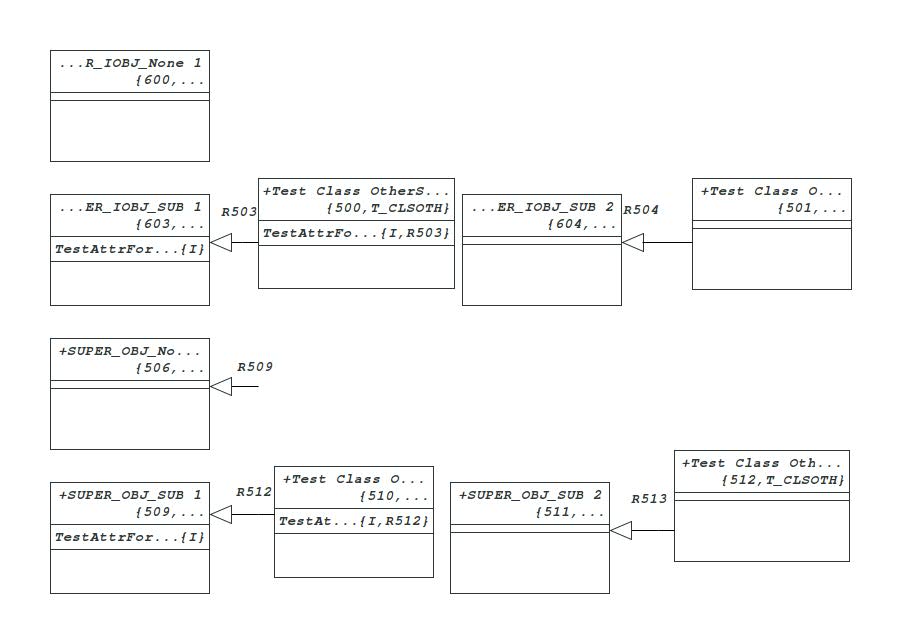 ...R_IOBJ_None 1
{600,...
...ER_IOBJ_SUB 1
{603,...
TestAttrFor...{I}
R503
+Test Class OtherS...
{500,T_CLSOTH}
TestAttrFo...{I,R503}
...ER_IOBJ_SUB 2
{604,...
R504
+Test Class O...
{501,...
+SUPER_OBJ_No...
{506,...
R509
+SUPER_OBJ_SUB 1
{509,...
TestAttrFor...{I}
R512
+Test Class O...
{510,...
TestAt...{I,R512}
+SUPER_OBJ_SUB 2
{511,...
R513
+Test Class Oth...
{512,T_CLSOTH}